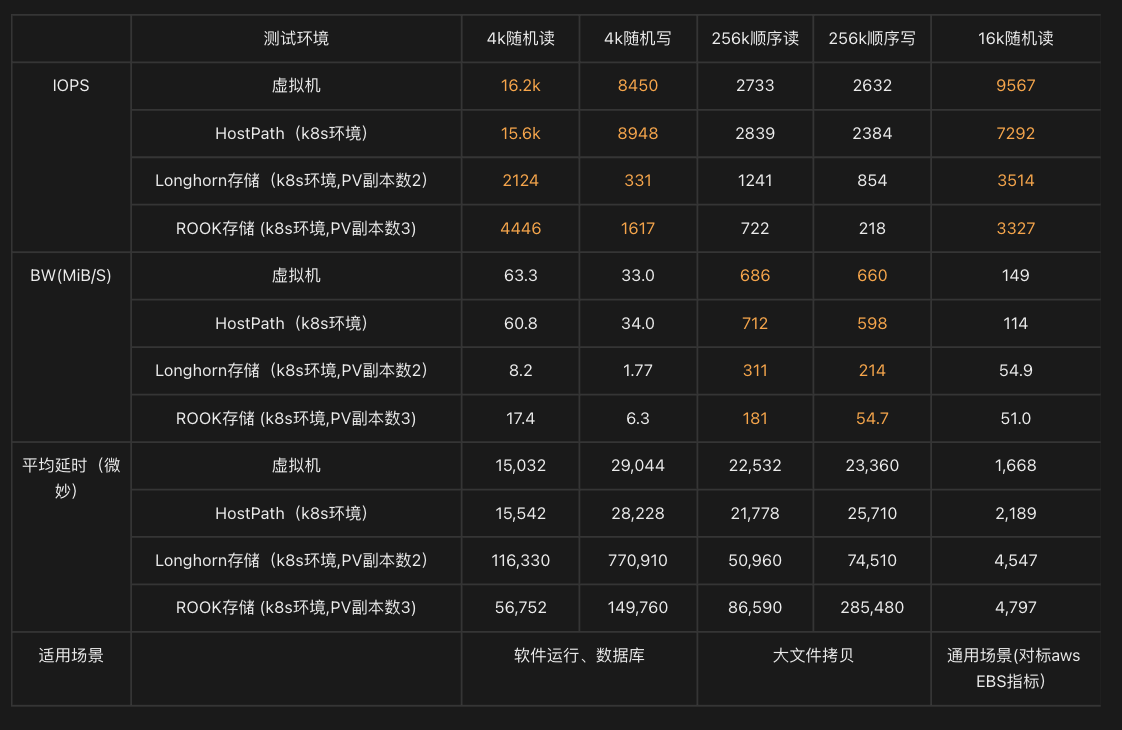 测试环境 4k随机读 4k随机写 256k顺序读 256k顺序写 16k随机读
IOPS 虚拟机 16.2k 8450 2733 2632 9567
HostPath（k8s环境） 15.6k 8948 2839 2384 7292
Longhorn存储（k8s环境,PV副本数2） 2124 331 1241 854 3514
ROOK存储 (k8s环境,PV副本数3) 4446 1617 722 218 3327
BW(MiB/S) 虚拟机 63.3 33.0 686 660 149
HostPath（k8s环境） 60.8 34.0 712 598 114
Longhorn存储（k8s环境,PV副本数2） 8.2 1.77 311 214 54.9
ROOK存储 (k8s环境,PV副本数3) 17.4 6.3 181 54.7 51.0
平均延时（微 虚拟机 15,032 29,044 22,532 23,360 1,668
妙）
HostPath（k8s环境） 15,542 28,228 21,778 25,710 2,189
Longhorn存储（k8s环境,PV副本数2） 116,330 770,910 50,960 74,510 4,547
ROOK存储 (k8s环境,PV副本数3) 56,752 149,760 86,590 285,480 4,797
适用场景 软件运行、数据库 大文件拷贝 通用场景(对标aws
EBS指标）